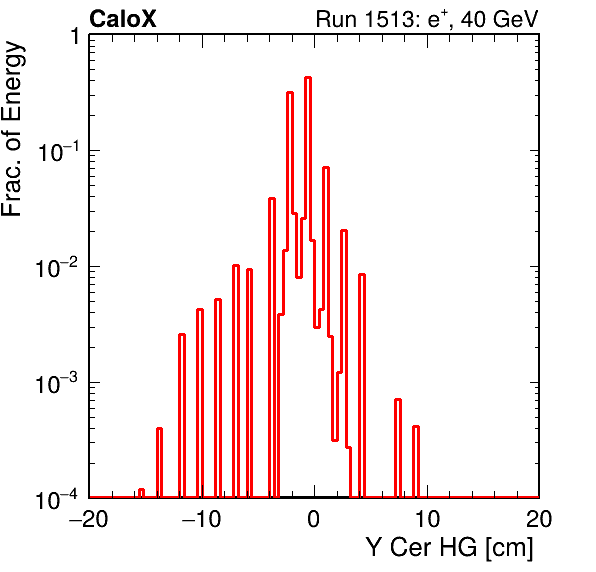 CaloX Run 1513: e⁺, 40 GeV
Frac. of Energy
1
10⁻¹
10⁻²
10⁻³
10⁻⁴
−20 −10 0 10 20
Y Cer HG [cm]